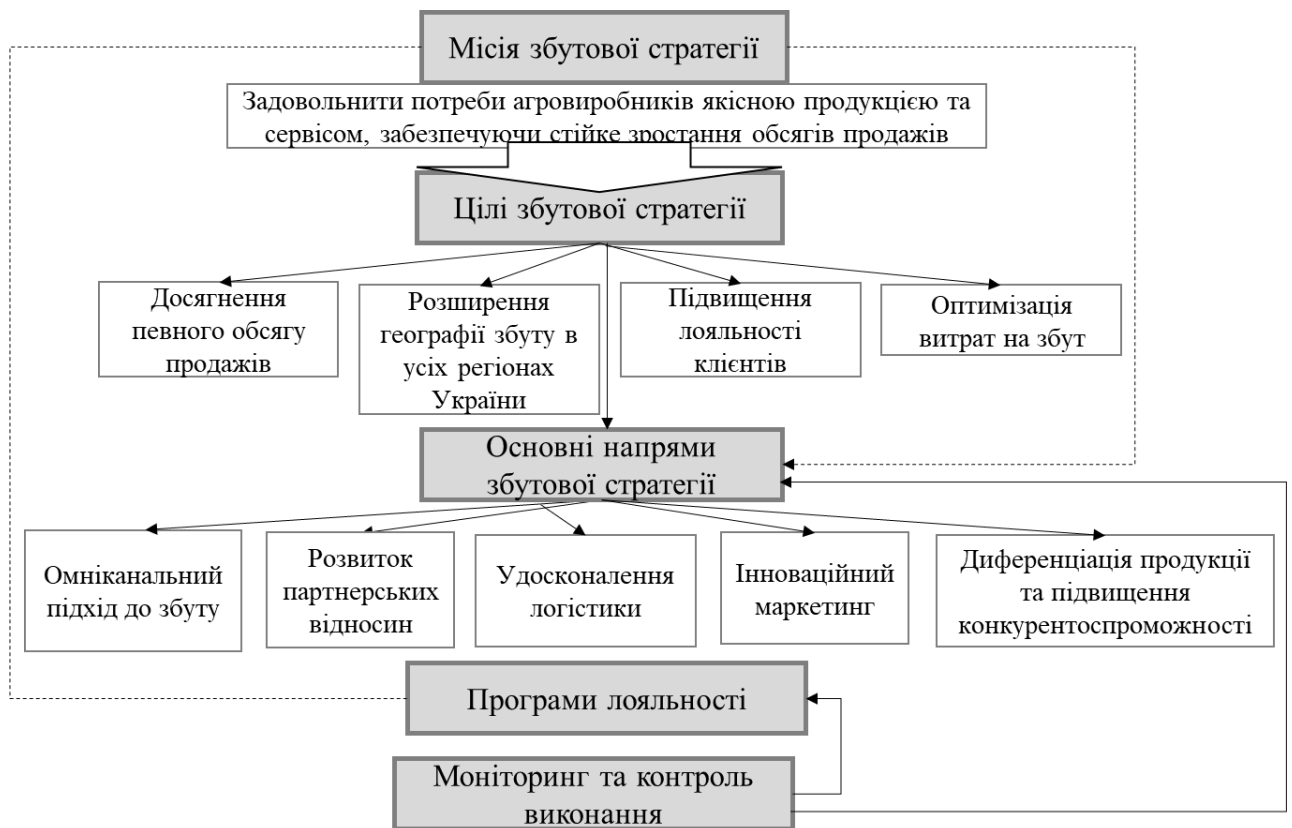 Місія збутової стратегії
Задовольнити потреби агровиробників якісною продукцією та
сервісом, забезпечуючи стійке зростання обсягів продажів
Цілі збутової стратегії
Досягнення
певного обсягу
продажів
Розширення
географії збуту в
усіх регіонах
України
Підвищення
лояльності
клієнтів
Оптимізація
витрат на збут
Основні напрями
збутової стратегії
Омніканальний
підхід до збуту
Розвиток
партнерських
відносин
Удосконалення
логістики
Інноваційний
маркетинг
Диференціація продукції
та підвищення
конкурентоспроможності
Програми лояльності
Моніторинг та контроль
виконання